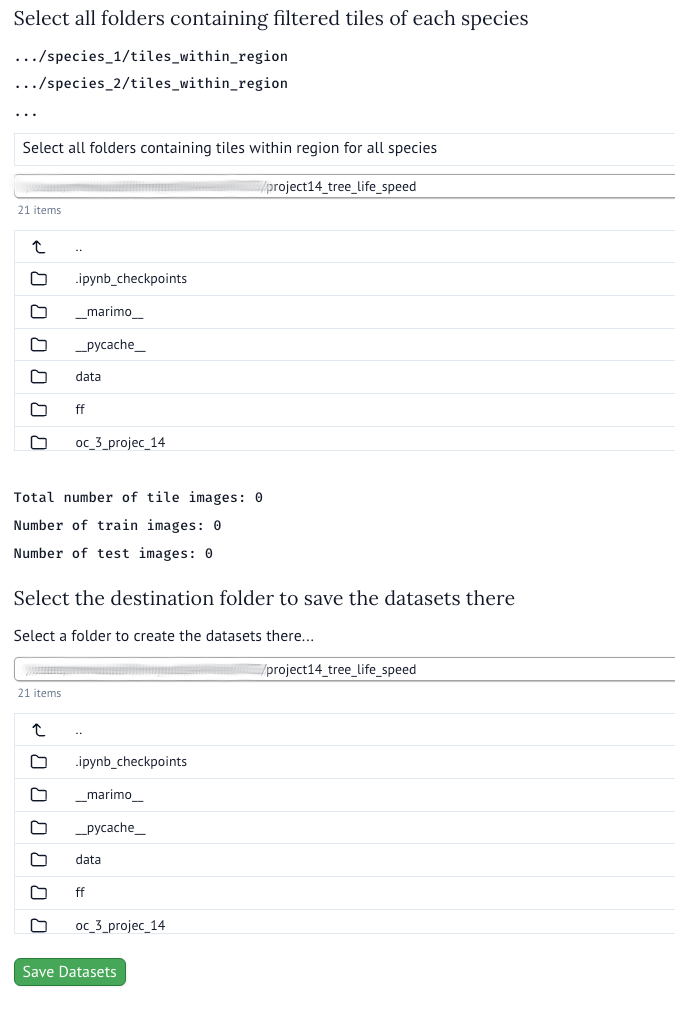 Select all folders containing filtered tiles of each species
.../species_1/tiles_within_region
.../species_2/tiles_within_region
...
Select all folders containing tiles within region for all species
/project14_tree_life_speed
21 items
..
.ipynb_checkpoints
__marimo__
__pycache__
data
ff
oc_3_projec_14
Total number of tile images: 0
Number of train images: 0
Number of test images: 0
Select the destination folder to save the datasets there
Select a folder to create the datasets there...
/project14_tree_life_speed
21 items
..
.ipynb_checkpoints
__marimo__
__pycache__
data
ff
oc_3_projec_14
Save Datasets